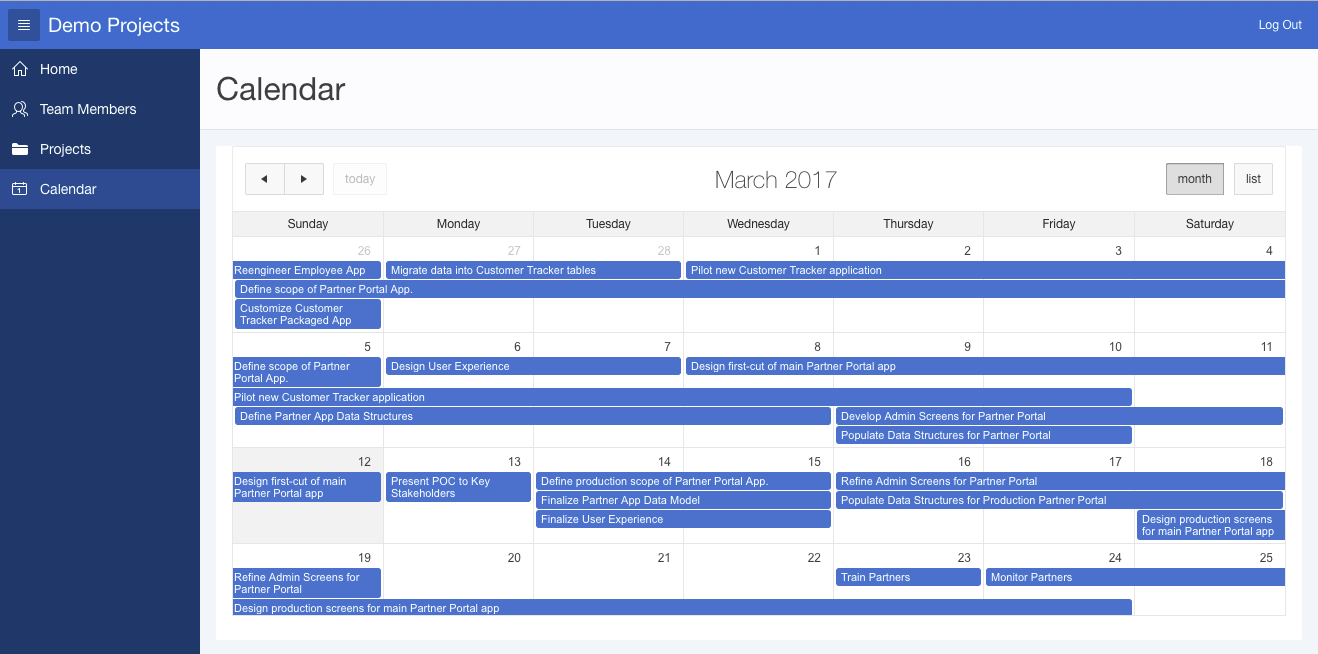 Demo Projects
Log Out
Home
Team Members
Projects
Calendar
Calendar
today
March 2017
month
list
Sunday Monday Tuesday Wednesday Thursday Friday Saturday
26 27 28 1 2 3 4
Reengineer Employee App
Migrate data into Customer Tracker tables
Pilot new Customer Tracker application
Define scope of Partner Portal App.
Customize Customer
Tracker Packaged App
5 6 7 8 9 10 11
Define scope of Partner
Portal App.
Design User Experience
Design first-cut of main Partner Portal app
Pilot new Customer Tracker application
Define Partner App Data Structures
Develop Admin Screens for Partner Portal
Populate Data Structures for Partner Portal
12 13 14 15 16 17 18
Design first-cut of main
Partner Portal app
Present POC to Key
Stakeholders
Define production scope of Partner Portal App.
Refine Admin Screens for Partner Portal
Finalize Partner App Data Model
Populate Data Structures for Production Partner Portal
Finalize User Experience
Design production screens
for main Partner Portal app
19 20 21 22 23 24 25
Refine Admin Screens for
Partner Portal
Train Partners
Monitor Partners
Design production screens for main Partner Portal app